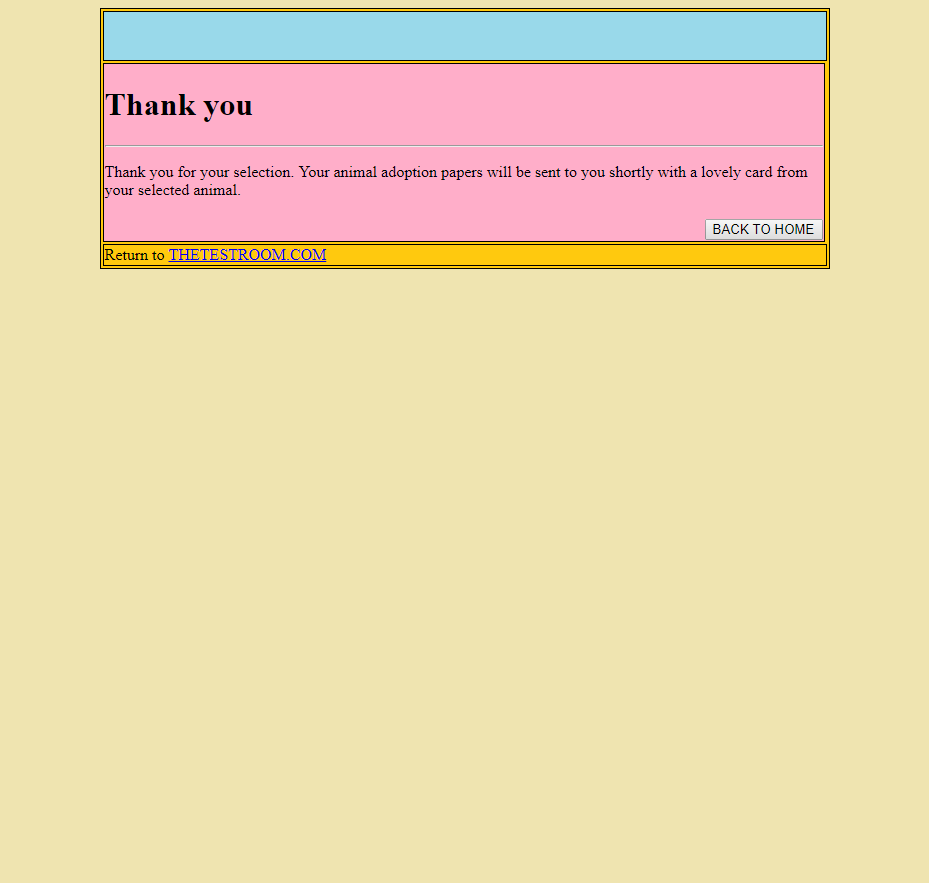 Thank you
Thank you for your selection. Your animal adoption papers will be sent to you shortly with a lovely card from
your selected animal.
BACK TO HOME
Return to THETESTROOM.COM